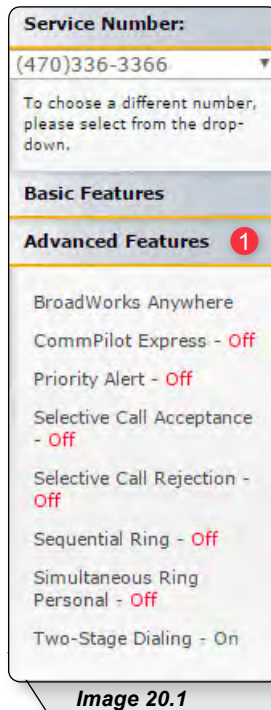 Service Number:
(470)336-3366
To choose a different number,
please select from the drop-
down.
Basic Features
Advanced Features 1
BroadWorks Anywhere
CommPilot Express - Off
Priority Alert - Off
Selective Call Acceptance
- Off
Selective Call Rejection -
Off
Sequential Ring - Off
Simultaneous Ring
Personal - Off
Two-Stage Dialing - On
Image 20.1